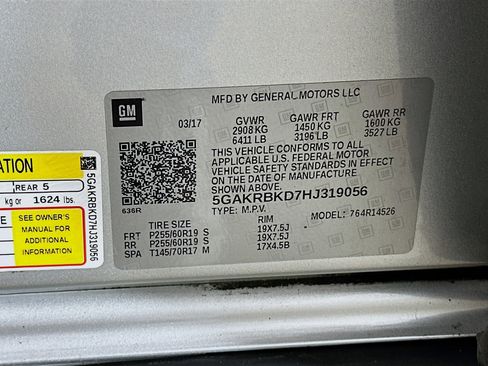 ATION
REAR 5
kg or 1624 lbs.
SEE OWNER'S
MANUAL FOR
ADDITIONAL
INFORMATION
5GAKRBKD7HJ319056
GM
MFD BY GENERAL MOTORS LLC
03/17 GVWR GAWR FRT GAWR RR
2908 KG 1450 KG 1600 KG
6411 LB 3196 LB 3527 LB
THIS VEHICLE CONFORMS TO ALL
APPLICABLE U.S. FEDERAL MOTOR
VEHICLE SAFETY STANDARDS IN EFFECT
ON THE DATE OF MANUFACTURE
SHOWN ABOVE.
5GAKRBKD7HJ319056
636R
TYPE: M.P.V. MODEL: 764R14526
TIRE SIZE RIM
FRT P255/60R19 S 19X7.5J
RR P255/60R19 S 19X7.5J
SPA T145/70R17 M 17X4.5B